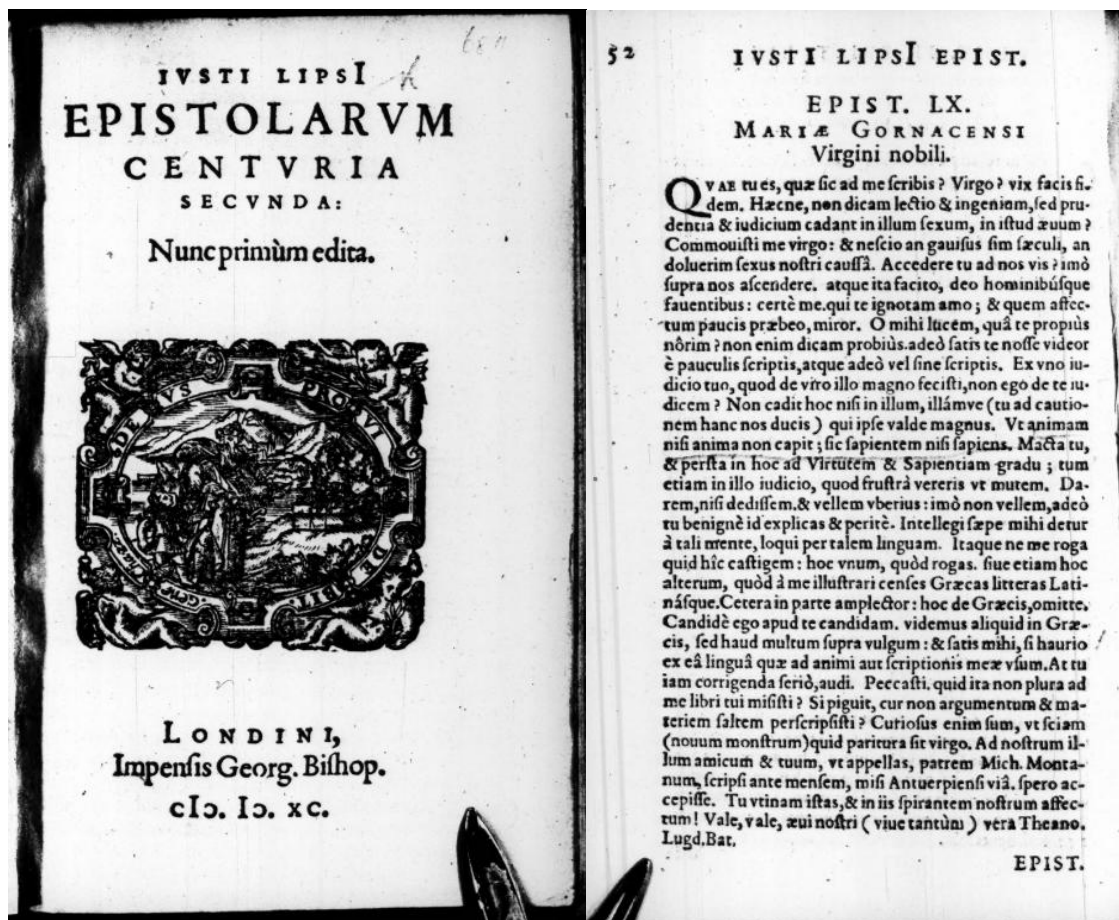 IVSTI LIPSI
EPISTOLARVM
CENTVRIA
SECVNDA:
Nunc primùm edita.
LONDINI,
Impensis Georg. Bishop.
cIↃ. IↃ. XC.
52
IVSTI LIPSI EPIST.
EPIST. LX.
MARIÆ GORNACENSI
Virgini nobili.
QVAE tu es, quæ sic ad me scribis? Virgo? vix facis fi-
dem. Hæcne, non dicam lectio & ingenium, sed pru-
dentia & iudicium cadant in illum sexum, in istud æuum?
Commouisti me virgo: & nescio an gauisus sim sæculi, an
doluerim sexus nostri caussâ. Accedere tu ad nos vis? imò
supra nos ascendere. atque ita facito, deo hominibúsque
fauentibus: certè me. qui te ignotam amo; & quem affec-
tum paucis præbeo, miror. O mihi lucem, quâ te propiùs
nôrim? non enim dicam probiùs. adeò satis te nosse videor
è pauculis scriptis, atque adeò vel sine scriptis. Ex vno iu-
dicio tuo, quod de viro illo magno fecisti, non ego de te iu-
dicem? Non cadit hoc nisi in illum, illámve (tu ad cautio-
nem hanc nos ducis) qui ipse valde magnus. Vt animam
nisi anima non capit; sic sapientem nisi sapiens. Macta tu,
& persta in hoc ad Virtutem & Sapientiam gradu; tum
etiam in illo iudicio, quod frustrà vereris vt mutem. Da-
rem, nisi dedissem. & vellem vberius: imò non vellem, adeò
tu benignè id explicas & peritè. Intellegi sæpe mihi detur
à tali mente, loqui per talem linguam. Itaque ne me roga
quid hîc castigem: hoc vnum, quòd rogas. siue etiam hoc
alterum, quòd à me illustrari censes Græcas litteras Lati-
násque. Cetera in parte amplector: hoc de Græcis, omitte.
Candidè ego apud te candidam. videmus aliquid in Græ-
cis, sed haud multum supra vulgum: & satis mihi, si haurio
ex eâ linguâ quæ ad animi aut scriptionis meæ vsum. At tu
iam corrigenda seriò, audi. Peccasti. quid ita non plura ad
me libri tui misisti? Si piguit, cur non argumentum & ma-
teriem saltem perscripsisti? Curiosus enim sum, vt sciam
(nouum monstrum) quid paritura sit virgo. Ad nostrum il-
lum amicum & tuum, vt appellas, patrem Mich. Monta-
num, scripsi ante mensem, misi Antuerpiensi viâ. spero ac-
cepisse. Tu vtinam istas, & in iis spirantem nostrum affec-
tum! Vale, vale, æui nostri (viue tantùm) vera Theano.
Lugd. Bat.
EPIST.